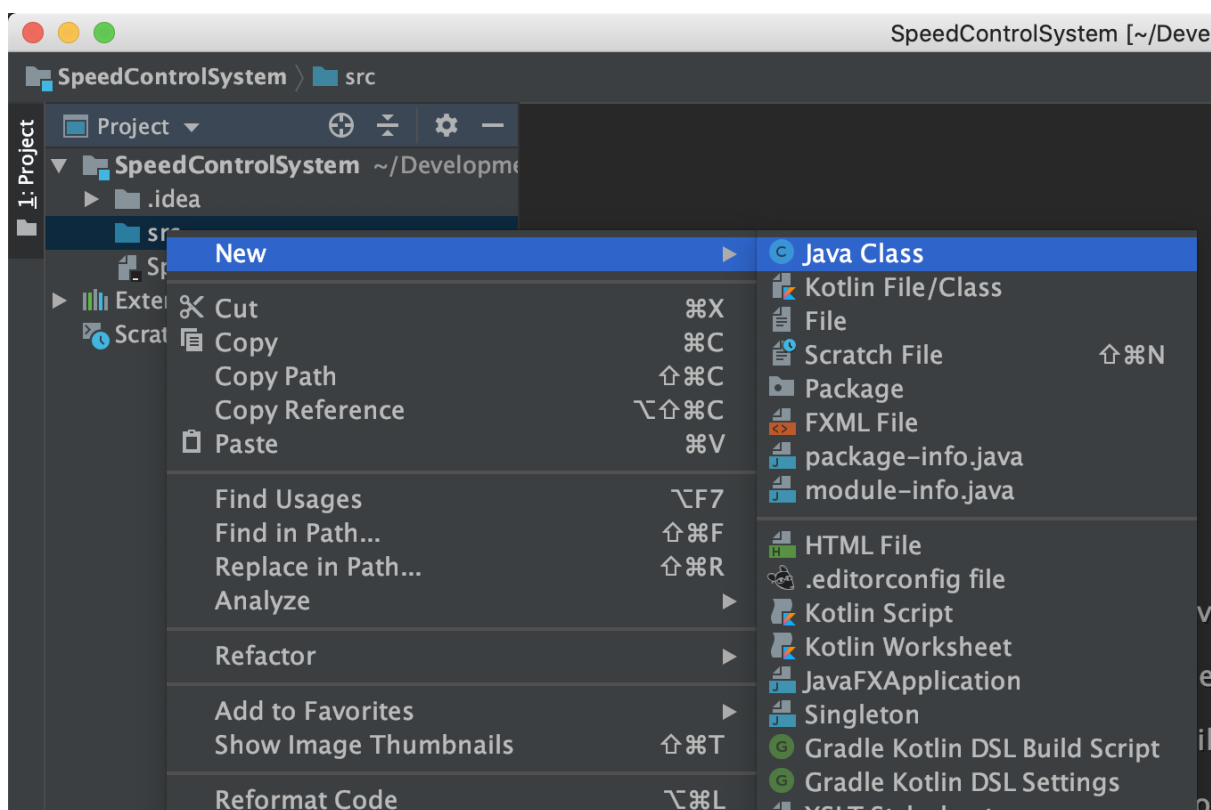 SpeedControlSystem [~/Deve
SpeedControlSystem src
1: Project
Project
SpeedControlSystem ~/Developme
.idea
src
Sp
Exter
Scrat
New
Cut ⌘X
Copy ⌘C
Copy Path ⇧⌘C
Copy Reference ⌥⇧⌘C
Paste ⌘V
Find Usages ⌥F7
Find in Path... ⇧⌘F
Replace in Path... ⇧⌘R
Analyze
Refactor
Add to Favorites
Show Image Thumbnails ⇧⌘T
Reformat Code ⌥⌘L
Java Class
Kotlin File/Class
File
Scratch File ⇧⌘N
Package
FXML File
package-info.java
module-info.java
HTML File
.editorconfig file
Kotlin Script
Kotlin Worksheet
JavaFXApplication
Singleton
Gradle Kotlin DSL Build Script
Gradle Kotlin DSL Settings